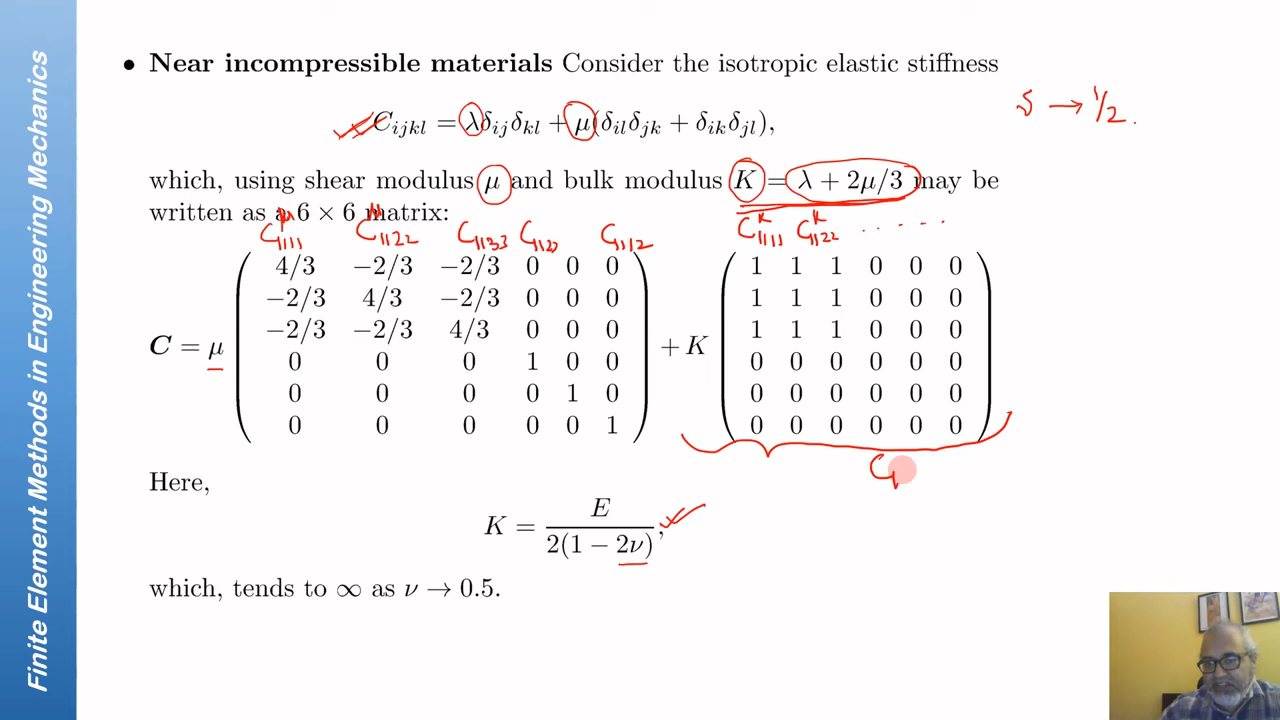 Finite Element Methods in Engineering Mechanics
• Near incompressible materials Consider the isotropic elastic stiffness
C_{ijkl} = λδ_{ij}δ_{kl} + μ(δ_{il}δ_{jk} + δ_{ik}δ_{jl}),
→ 1/2.
which, using shear modulus μ and bulk modulus K = λ + 2μ/3 may be
written as a 6 × 6 matrix:
C^μ_{1111} C^μ_{1122} C_{1133} C_{1112} C^K_{1111} C^K_{1122} . . . . . .
4/3 −2/3 −2/3 0 0 0 1 1 1 0 0 0
−2/3 4/3 −2/3 0 0 0 1 1 1 0 0 0
−2/3 −2/3 4/3 0 0 0 1 1 1 0 0 0
C = μ + K
0 0 0 1 0 0 0 0 0 0 0 0
0 0 0 0 1 0 0 0 0 0 0 0
0 0 0 0 0 1 0 0 0 0 0 0
C
Here,
K = E / 2(1 − 2ν),
which, tends to ∞ as ν → 0.5.